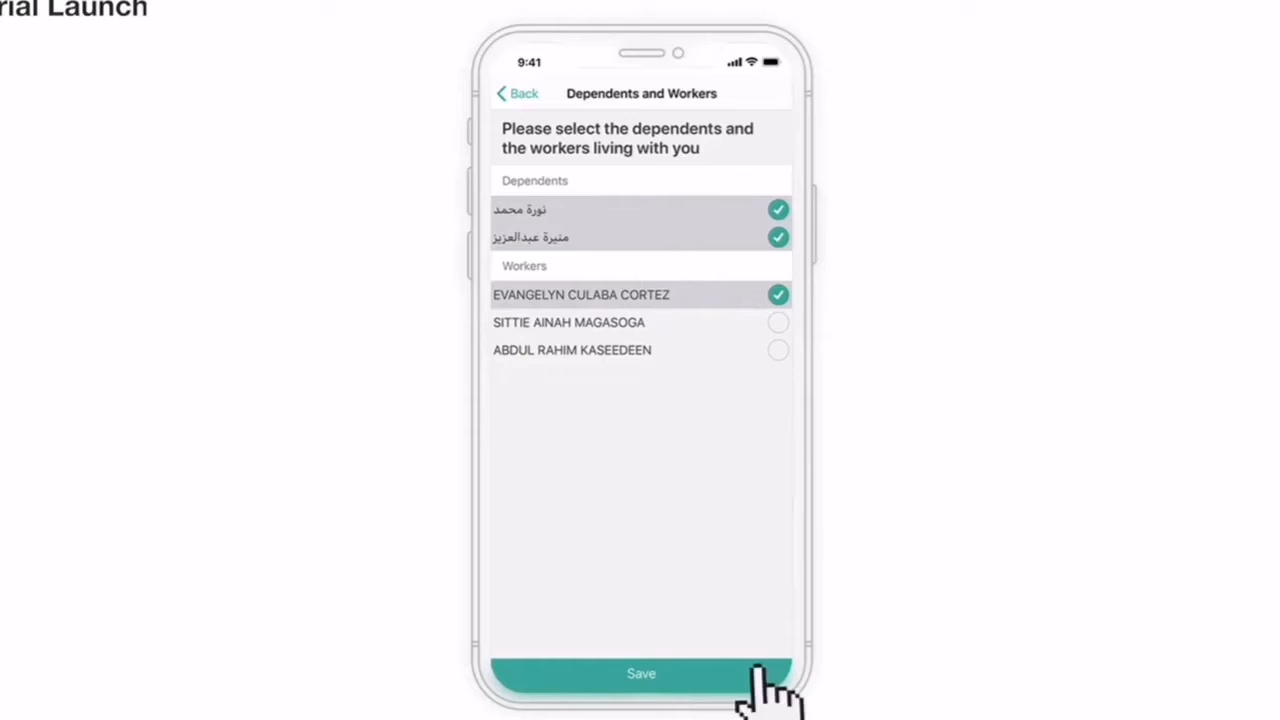 rial Launch
9:41
Back
Dependents and Workers
Please select the dependents and
the workers living with you
Dependents
نورة محمد
منيرة عبدالعزيز
Workers
EVANGELYN CULABA CORTEZ
SITTIE AINAH MAGASOGA
ABDUL RAHIM KASEEDEEN
Save